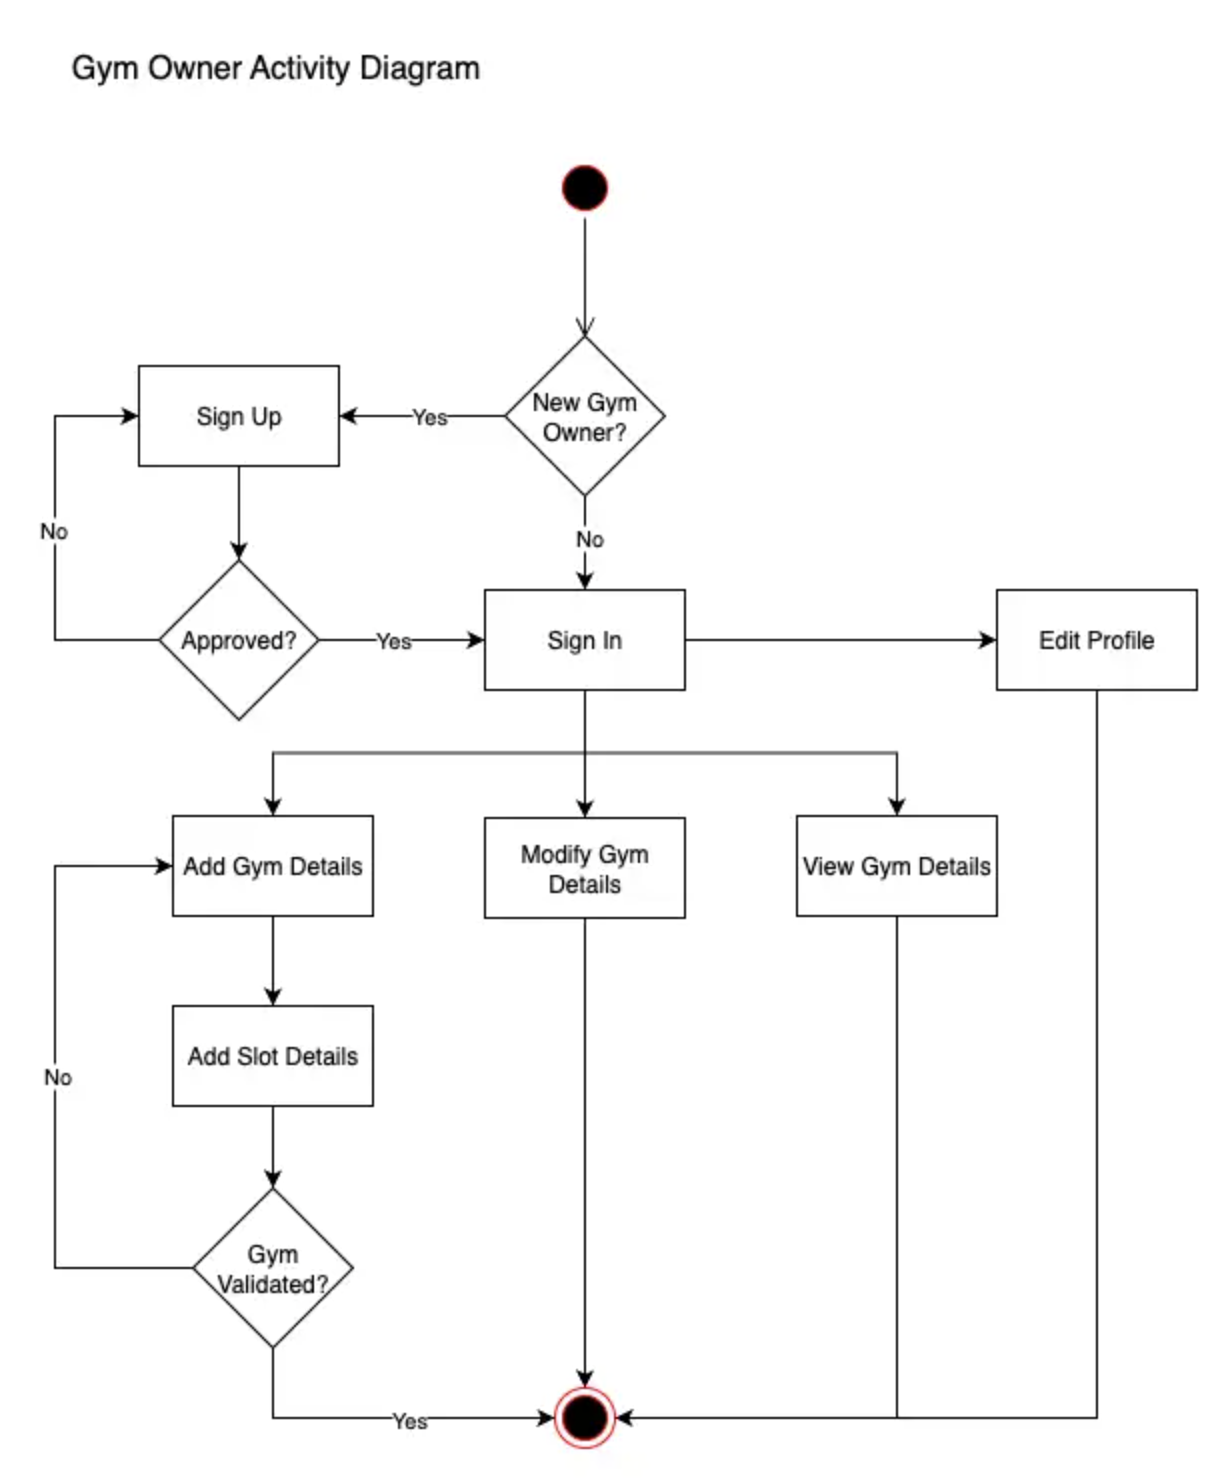 Gym Owner Activity Diagram
New Gym
Owner?
Yes
Sign Up
No
No
Approved?
Yes
Sign In
Edit Profile
Add Gym Details
Modify Gym
Details
View Gym Details
Add Slot Details
No
Gym
Validated?
Yes